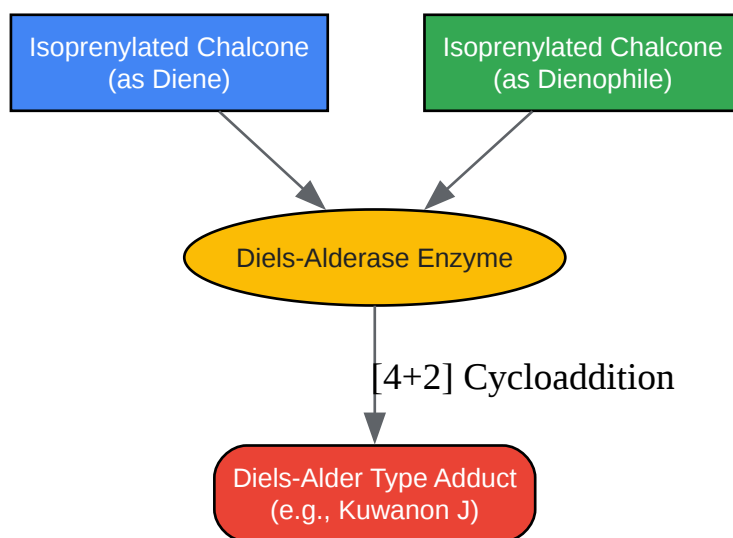 Isoprenylated Chalcone
(as Diene)
Isoprenylated Chalcone
(as Dienophile)
Diels-Alderase Enzyme
[4+2] Cycloaddition
Diels-Alder Type Adduct
(e.g., Kuwanon J)